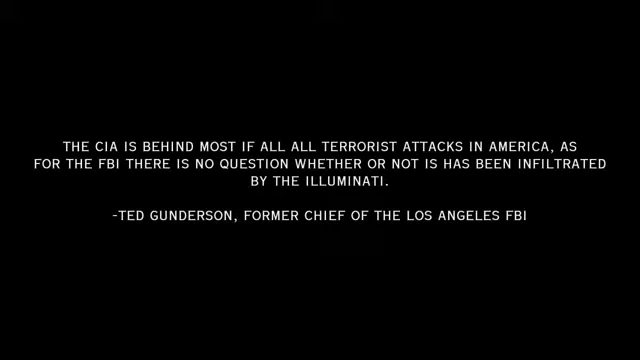 THE CIA IS BEHIND MOST IF ALL ALL TERRORIST ATTACKS IN AMERICA, AS
FOR THE FBI THERE IS NO QUESTION WHETHER OR NOT IS HAS BEEN INFILTRATED
BY THE ILLUMINATI.
-TED GUNDERSON, FORMER CHIEF OF THE LOS ANGELES FBI